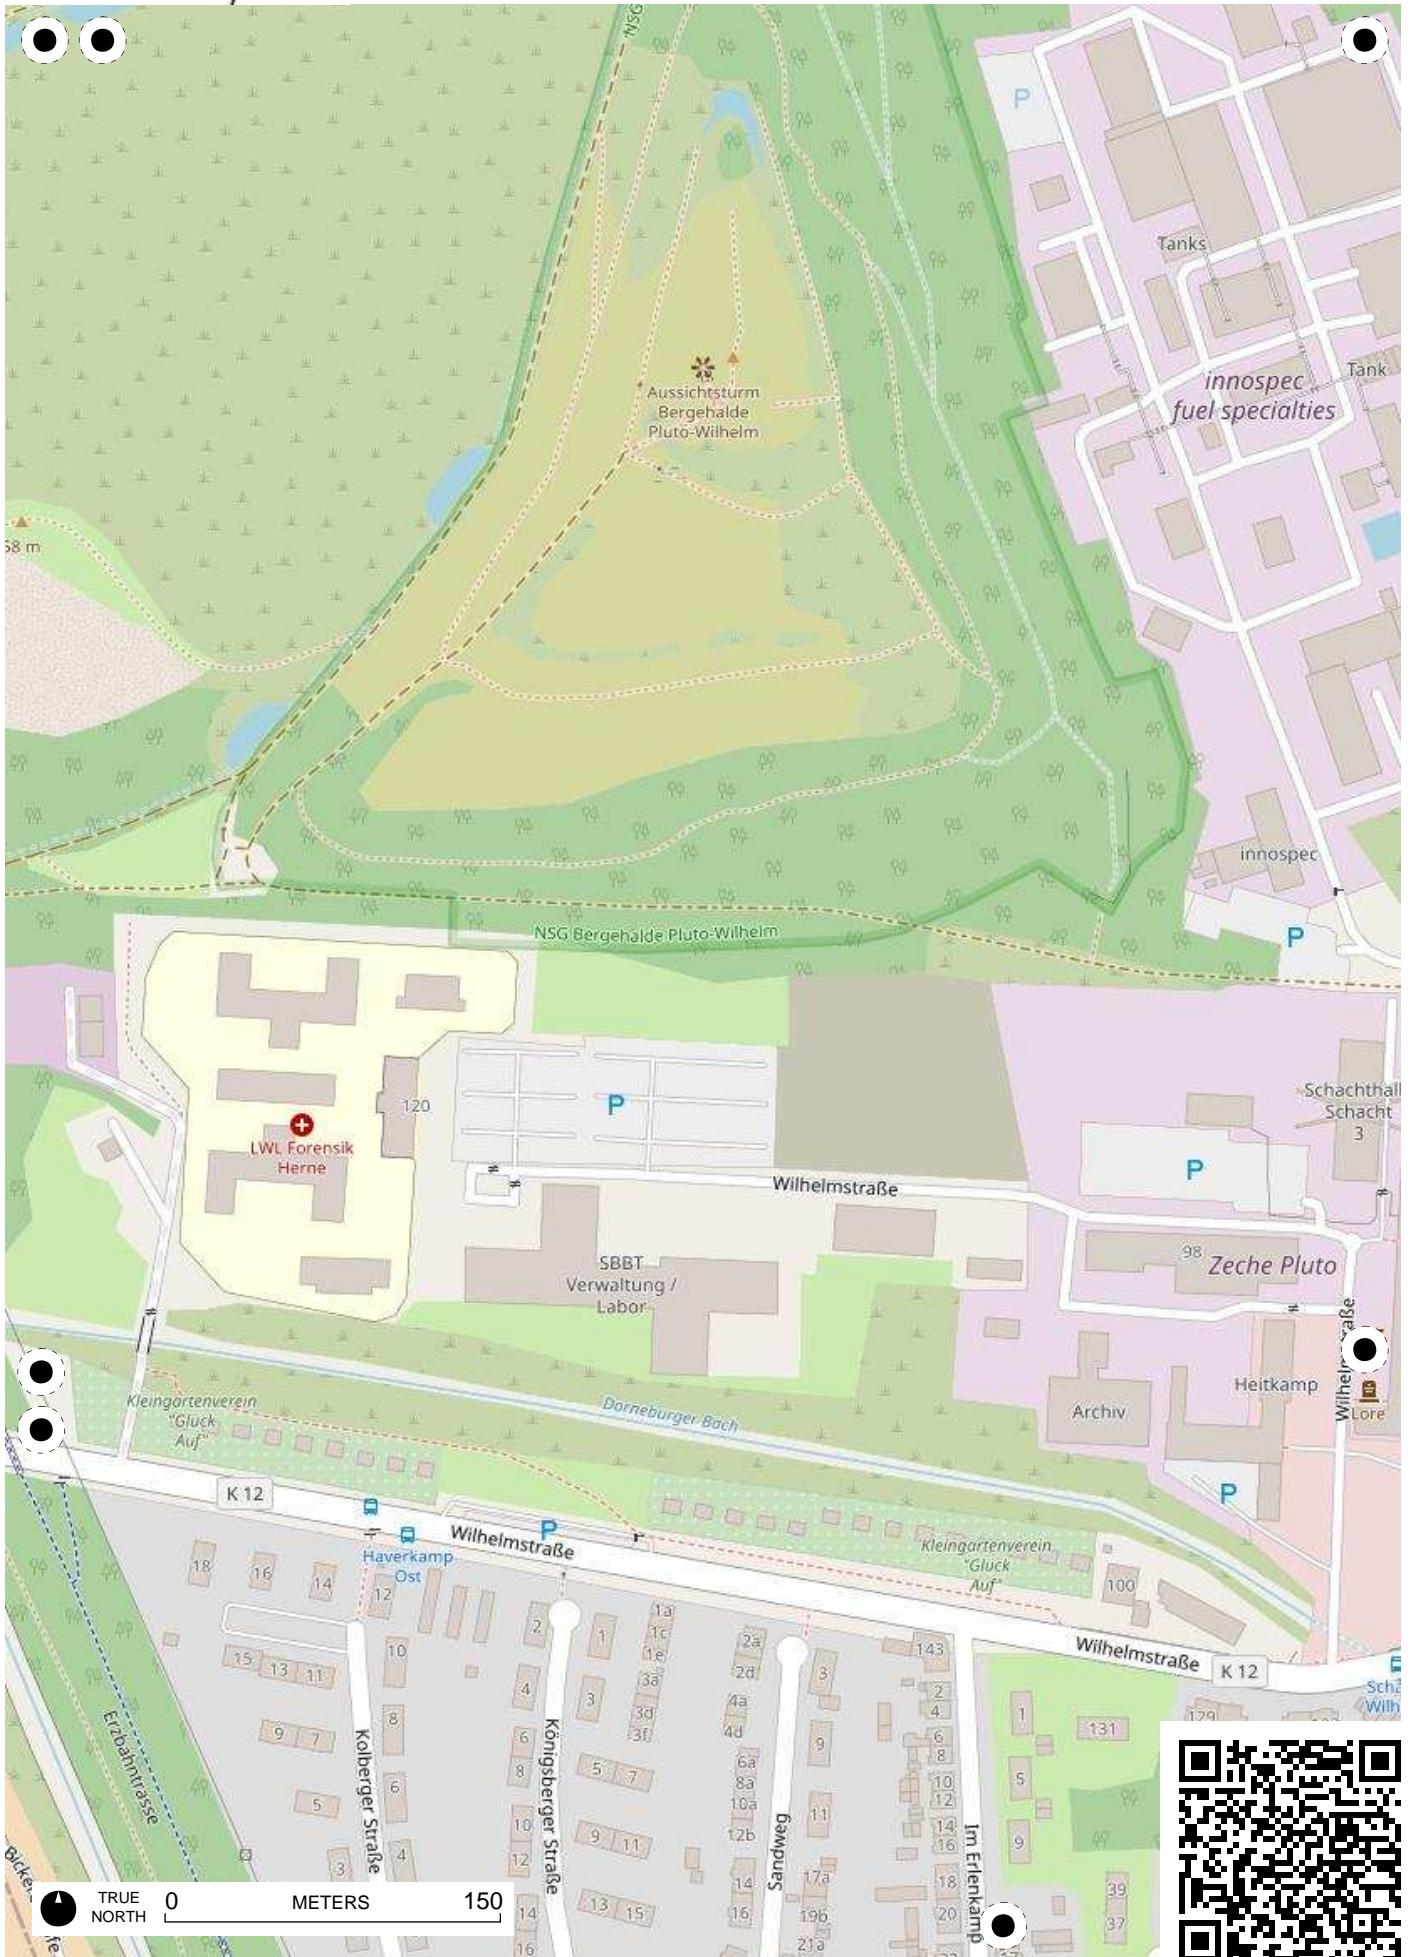 NSG
P
Tanks
Tank
innospec
fuel specialties
Aussichtsturm
Bergehalde
Pluto-Wilhelm
58 m
innospec
P
NSG Bergehalde Pluto-Wilhelm
120
P
LWL Forensik
Herne
Schachthall
Schacht
3
P
Wilhelmstraße
98
Zeche Pluto
SBBT
Verwaltung /
Labor
Wilhelmstraße
Heitkamp
Archiv
Lore
Kleingartenverein
"Glück
Auf"
Dorneburger Bach
K 12
P
P
Wilhelmstraße
Haverkamp
Ost
Kleingartenverein
"Glück
Auf"
100
18
16
14
12
2
1
1a
1c
1e
2a
2d
3
143
Wilhelmstraße
K 12
15
13
11
10
4
3
3a
3d
3f
4a
4d
2
4
1
131
129
Scha
Wilh
9
7
8
6
8
5
7
6a
8a
10a
12b
9
6
8
10
12
5
5
6
10
12
9
11
11
14
16
9
3
4
13
15
14
16
14
16
17a
19b
21a
18
20
39
37
Erzbahntrasse
Kolberger Straße
Königsberger Straße
Sandweg
Im Erlenkamp
TRUE
NORTH
0
METERS
150